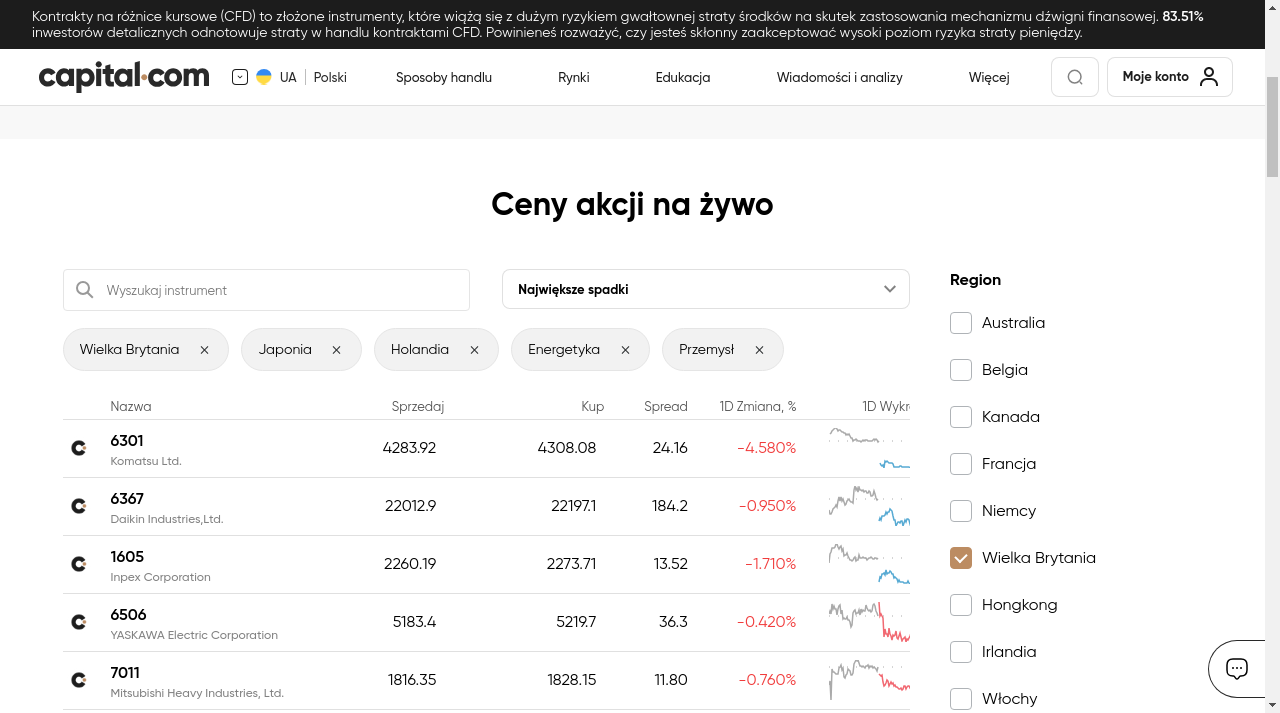 Kontrakty na różnice kursowe (CFD) to złożone instrumenty, które wiążą się z dużym ryzykiem gwałtownej straty środków na skutek zastosowania mechanizmu dźwigni finansowej. 83.51%
inwestorów detalicznych odnotowuje straty w handlu kontraktami CFD. Powinieneś rozważyć, czy jesteś skłonny zaakceptować wysoki poziom ryzyka straty pieniędzy.
capital.com UA Polski Sposoby handlu Rynki Edukacja Wiadomości i analizy Więcej Moje konto
Ceny akcji na żywo
Wyszukaj instrument Największe spadki
Wielka Brytania Japonia Holandia Energetyka Przemysł
Nazwa Sprzedaj Kup Spread 1D Zmiana, % 1D Wykr
6301 4283.92 4308.08 24.16 -4.580%
Komatsu Ltd.
6367 22012.9 22197.1 184.2 -0.950%
Daikin Industries,Ltd.
1605 2260.19 2273.71 13.52 -1.710%
Inpex Corporation
6506 5183.4 5219.7 36.3 -0.420%
YASKAWA Electric Corporation
7011 1816.35 1828.15 11.80 -0.760%
Mitsubishi Heavy Industries, Ltd.
Region
Australia
Belgia
Kanada
Francja
Niemcy
Wielka Brytania
Hongkong
Irlandia
Włochy